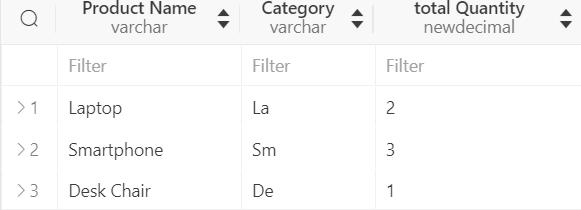 Product Name Category total Quantity
varchar varchar newdecimal
Filter Filter Filter
1 Laptop La 2
2 Smartphone Sm 3
3 Desk Chair De 1